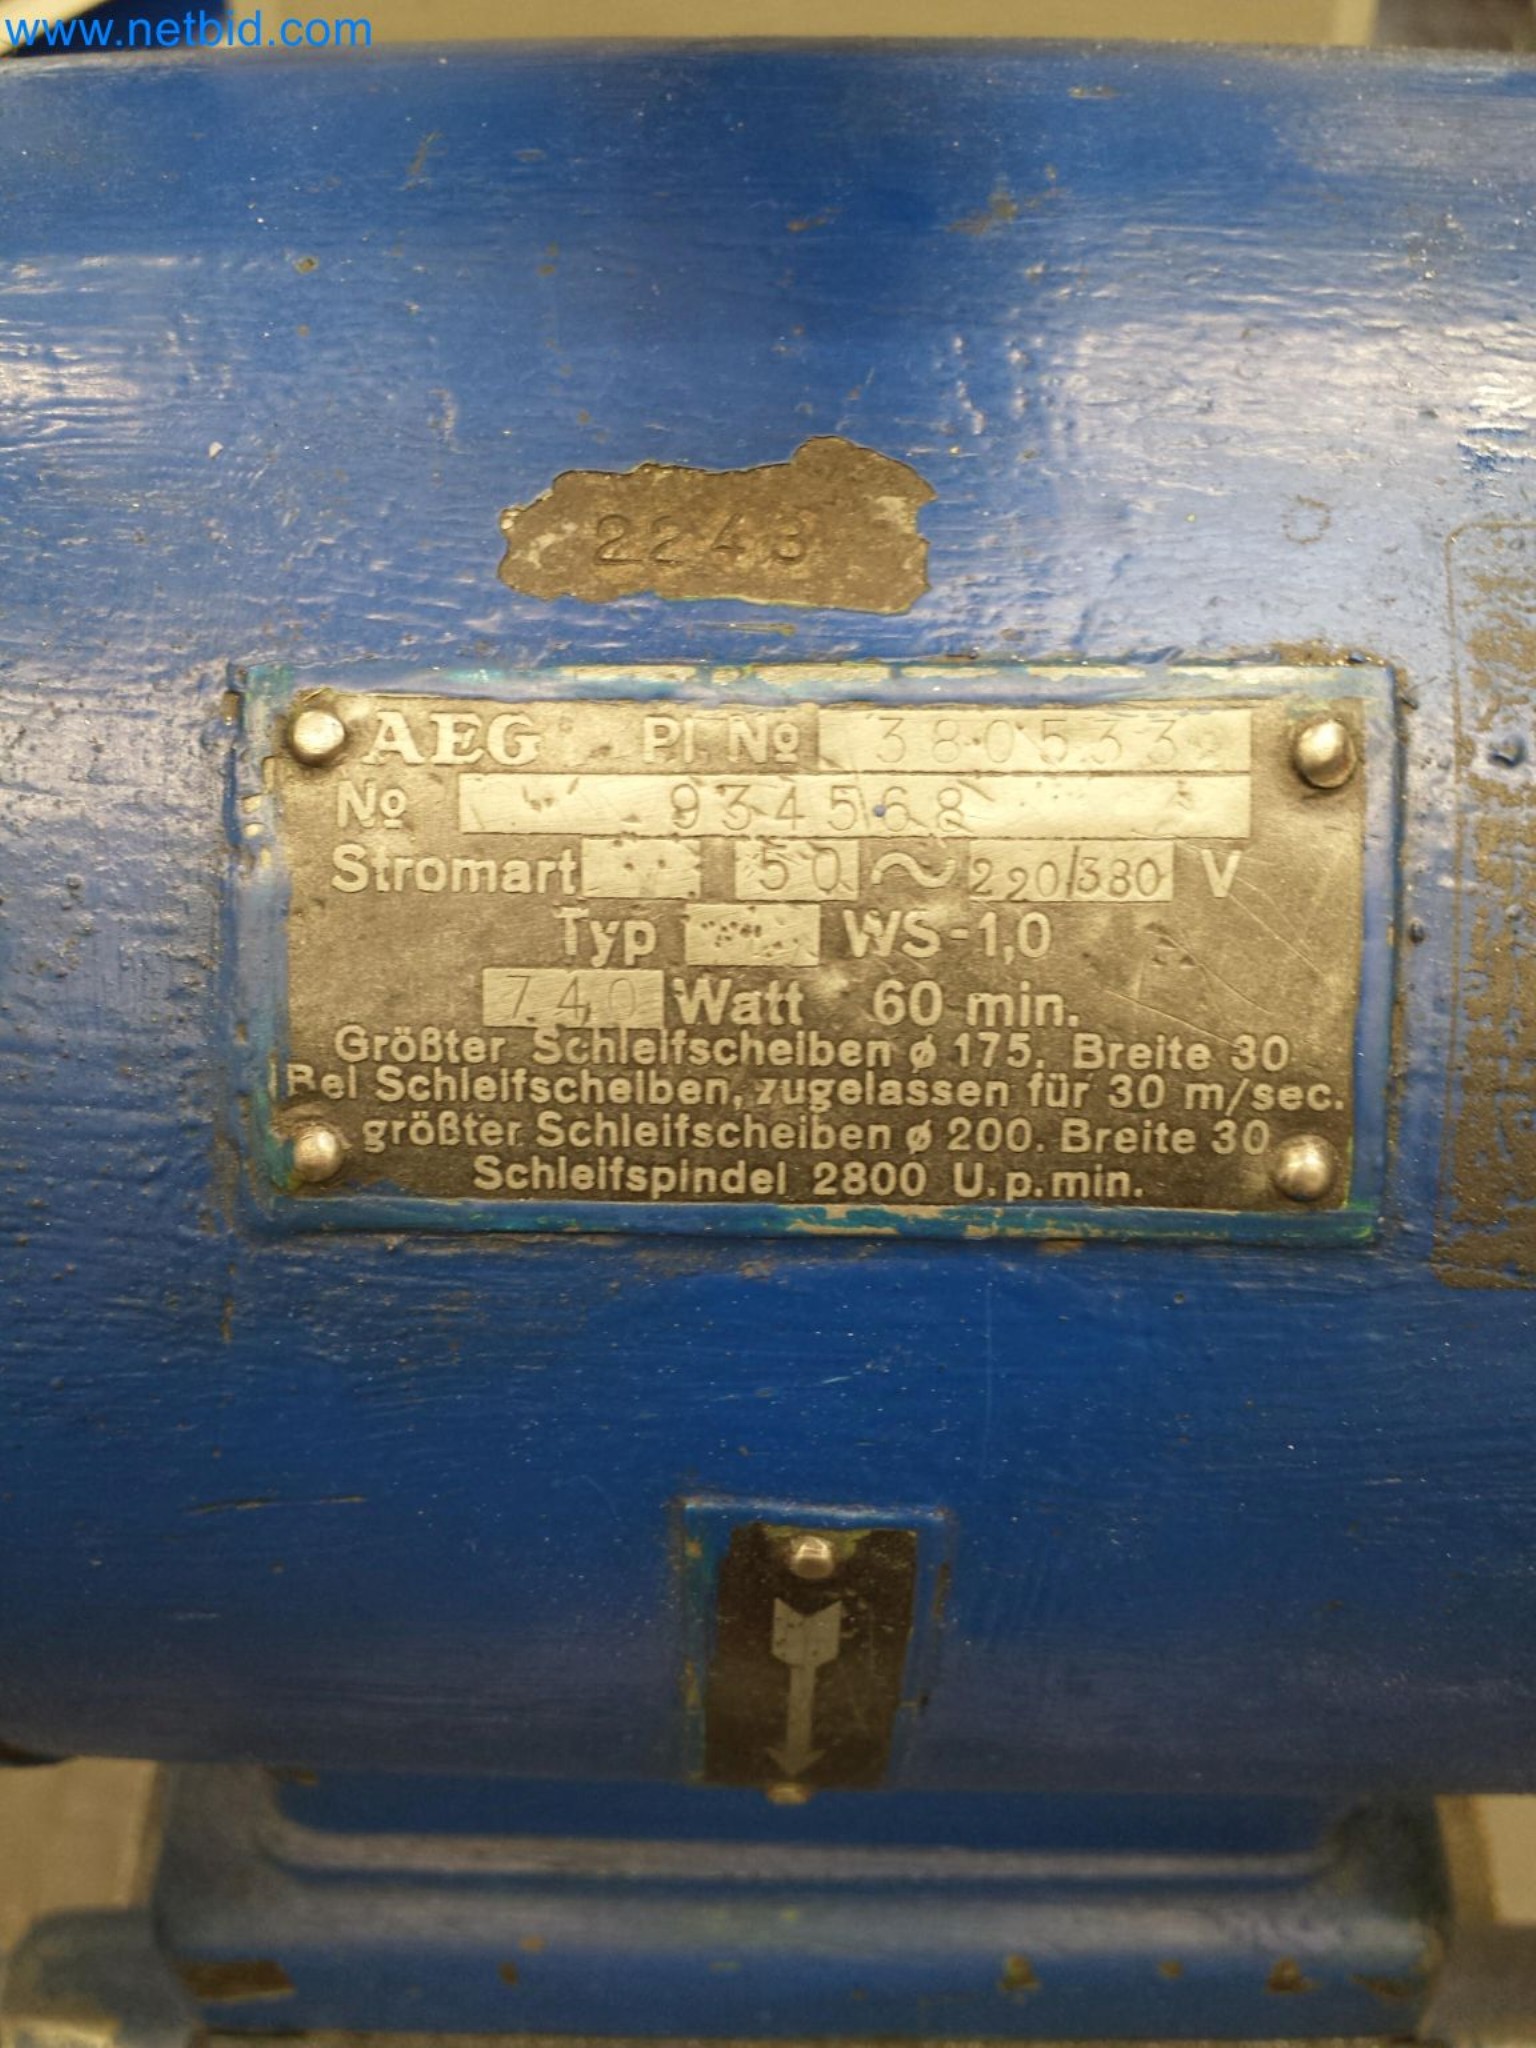 www.netbid.com
2243
AEG Pl. No 380533
No 934568
Stromart 50 ~ 220/380 V
Typ WS-1,0
740 Watt 60 min.
Größter Schleifscheiben ø 175. Breite 30
Bei Schleifscheiben, zugelassen für 30 m/sec.
größter Schleifscheiben ø 200. Breite 30
Schleifspindel 2800 U.p.min.